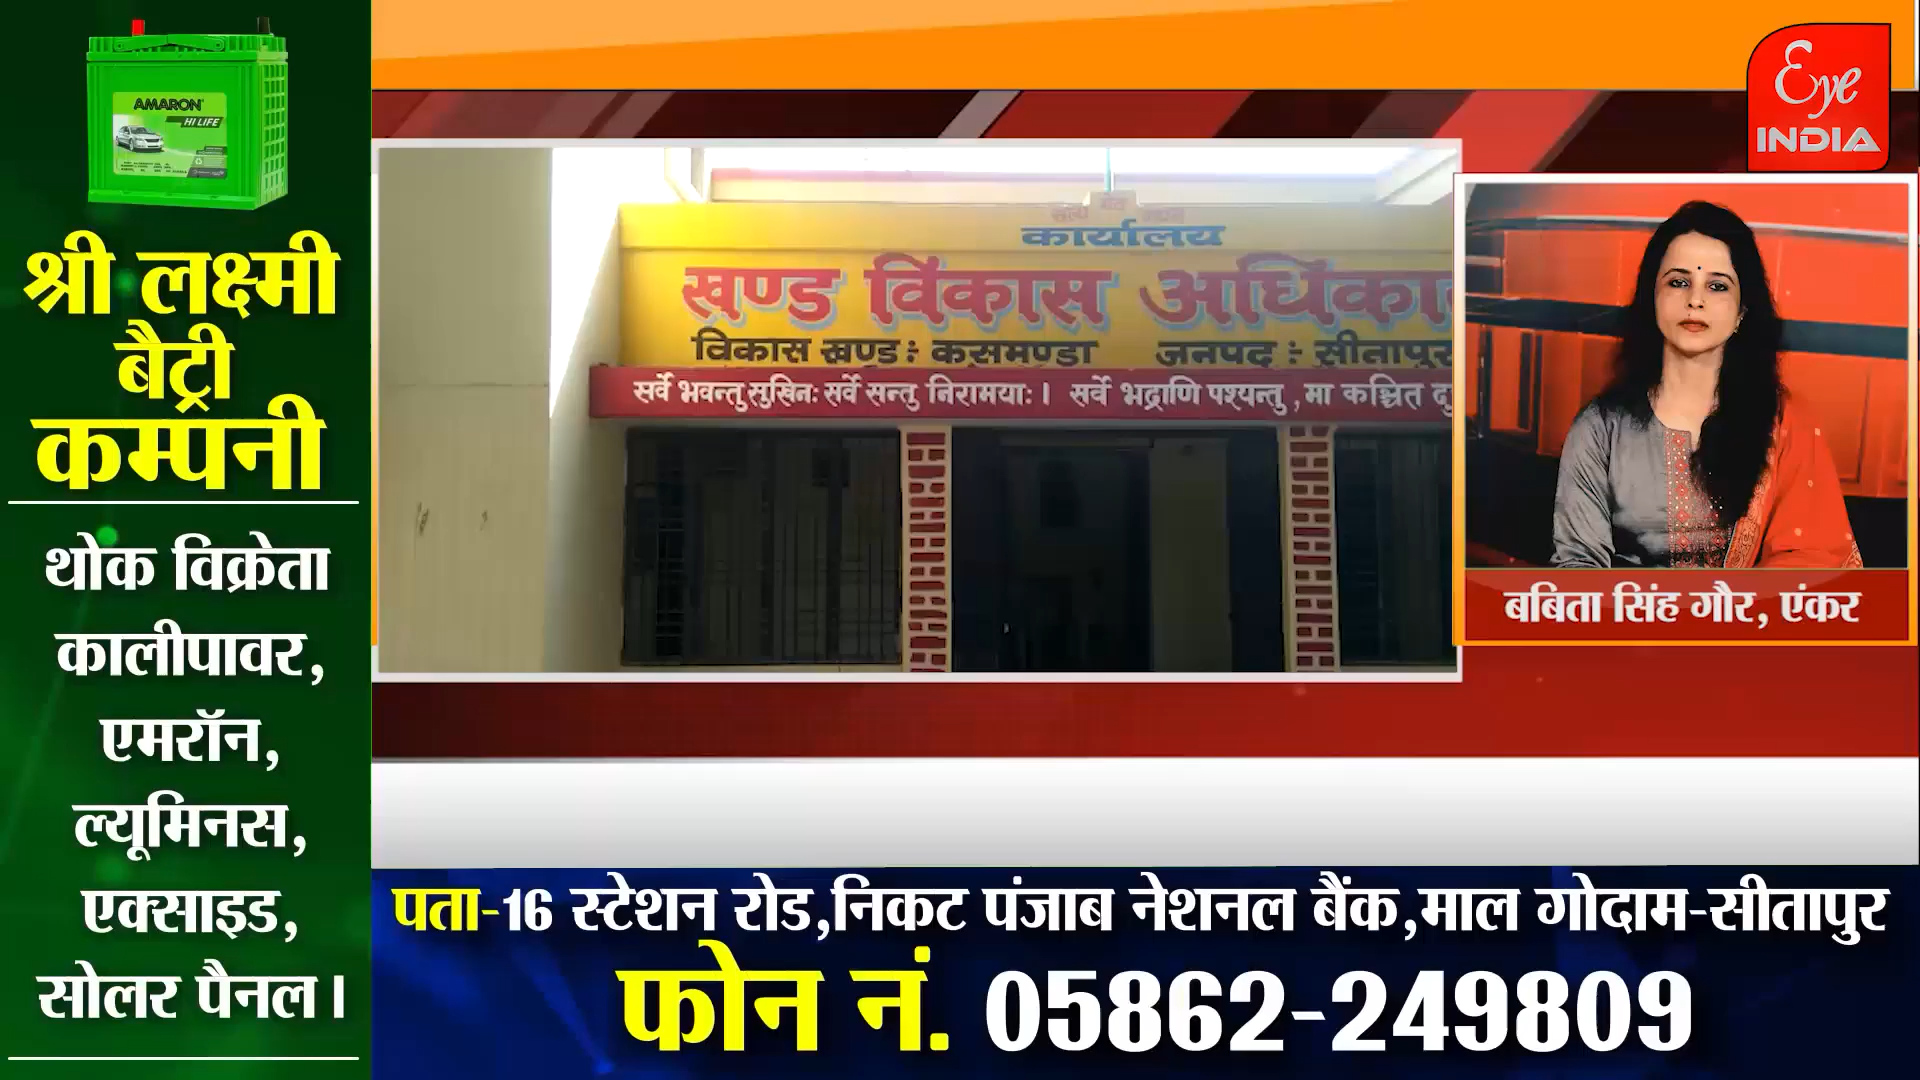 AMARON
HI LIFE
श्री लक्ष्मी
बैट्री
कम्पनी
थोक विक्रेता
कालीपावर,
एमरॉन,
ल्यूमिनस,
एक्साइड,
सोलर पैनल।
Eye
INDIA
कार्यालय
खण्ड विकास अधिका
विकास खण्ड : कसमण्डा जनपद : सीतापुर
सर्वे भवन्तु सुखिनः सर्वे सन्तु निरामयाः। सर्वे भद्राणि पश्यन्तु, मा कञ्चित दु
बबिता सिंह गौर, एंकर
पता-16 स्टेशन रोड,निकट पंजाब नेशनल बैंक,माल गोदाम-सीतापुर
फोन नं. 05862-249809